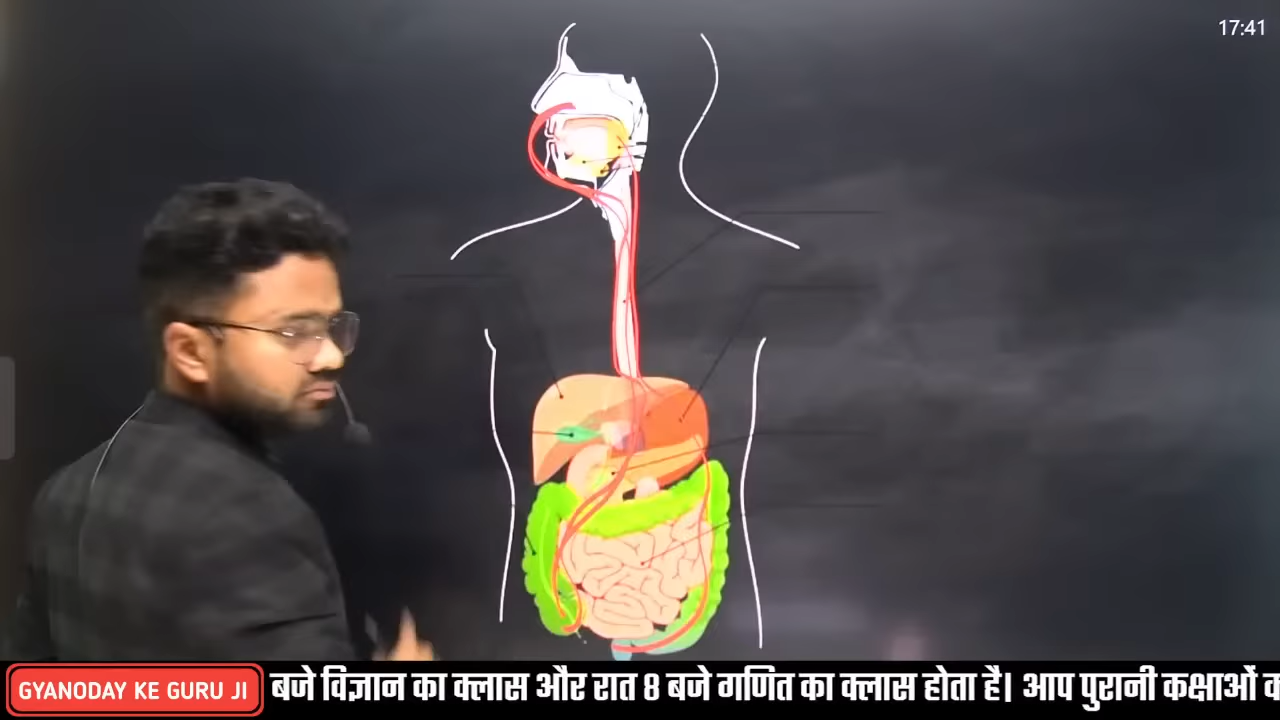 17:41
GYANODAY KE GURU JI
बजे विज्ञान का क्लास और रात 8 बजे गणित का क्लास होता है। आप पुरानी कक्षाओं